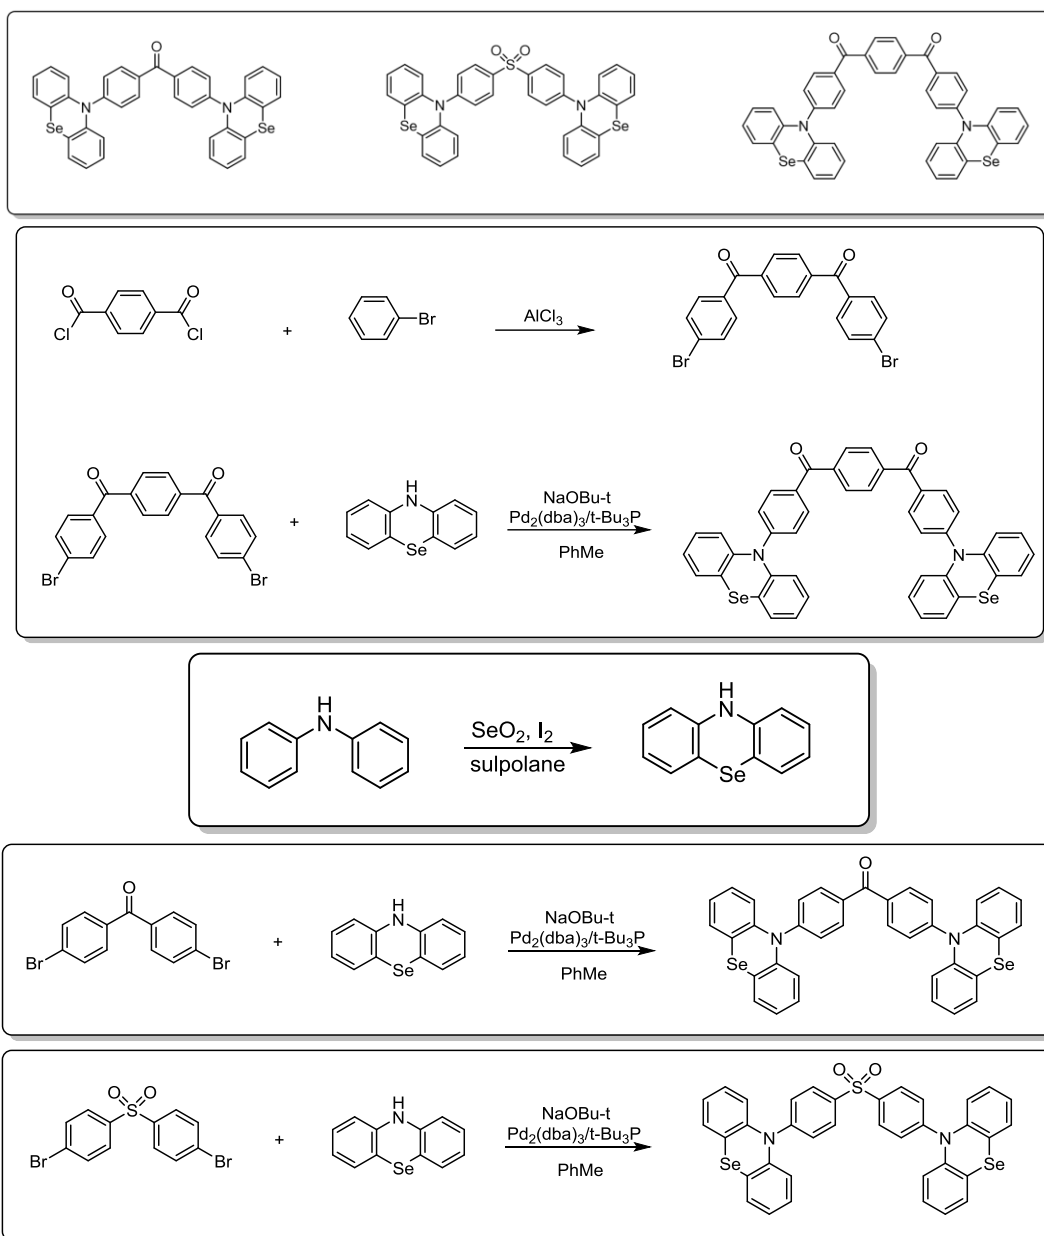 O
N N
Se Se
O O
S
N N
Se Se
O O
N N
Se Se
O O
Cl Cl
+
Br
AlCl3
O O
Br Br
O O
Br Br
+
H
N
Se
NaOBu-t
Pd2(dba)3/t-Bu3P
PhMe
O O
N N
Se Se
H
N
SeO2, I2
sulpolane
H
N
Se
O
Br Br
+
H
N
Se
NaOBu-t
Pd2(dba)3/t-Bu3P
PhMe
O
N N
Se Se
O O
S
Br Br
+
H
N
Se
NaOBu-t
Pd2(dba)3/t-Bu3P
PhMe
O O
S
N N
Se Se